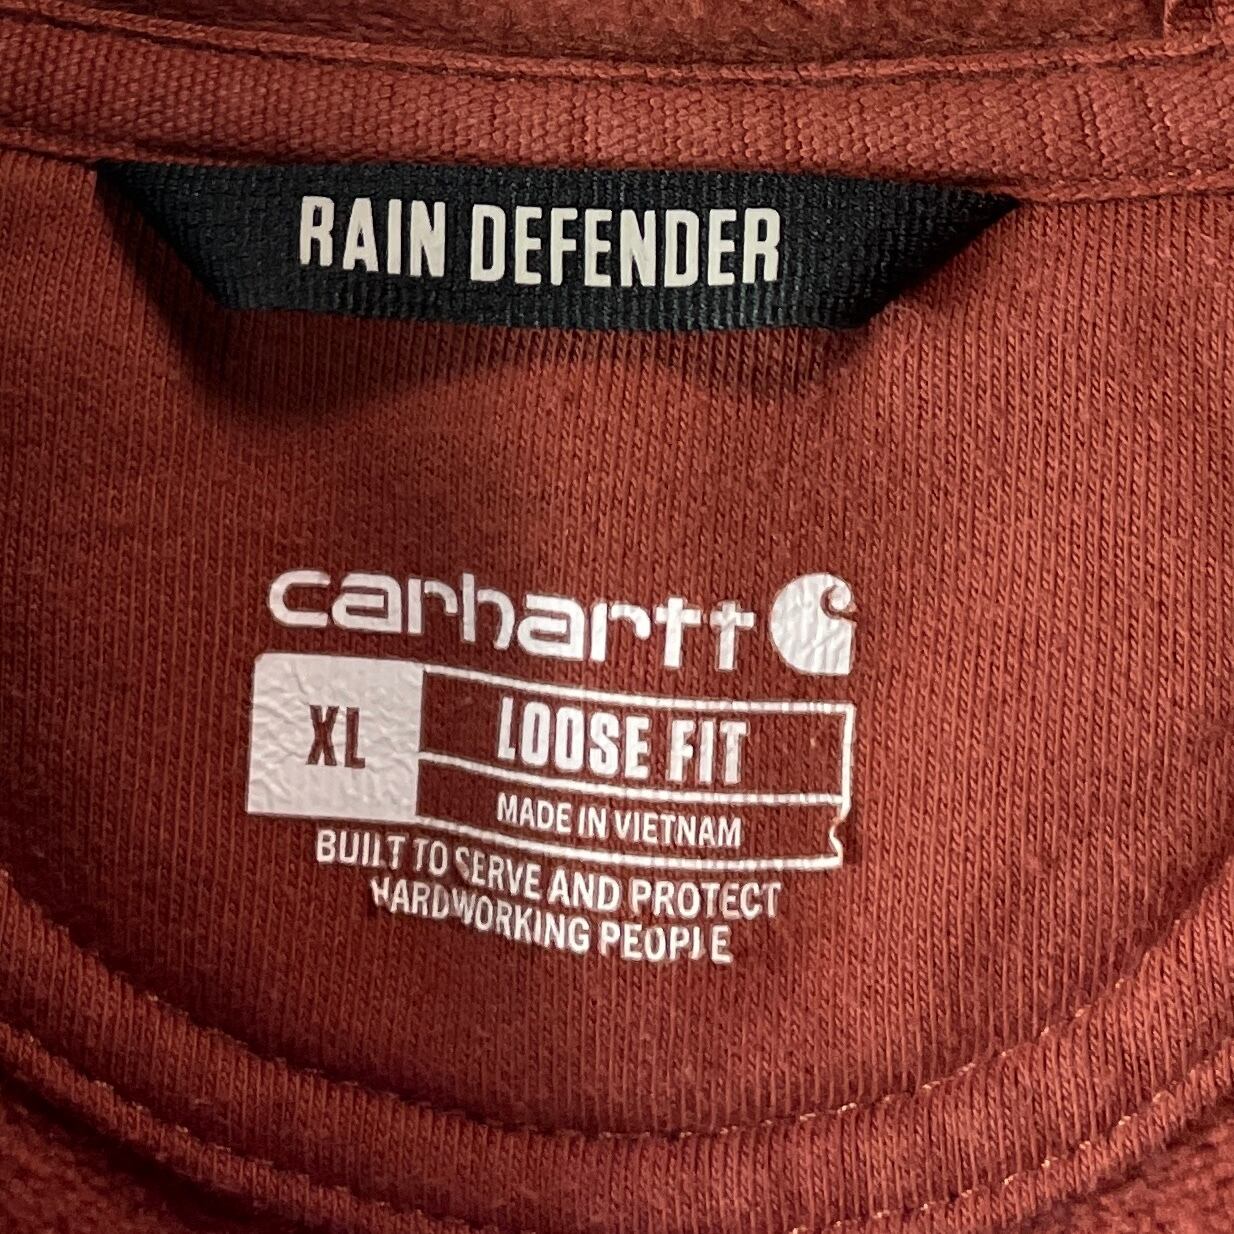 RAIN DEFENDER
carhartt
XL
LOOSE FIT
MADE IN VIETNAM
BUILT TO SERVE AND PROTECT
HARDWORKING PEOPLE